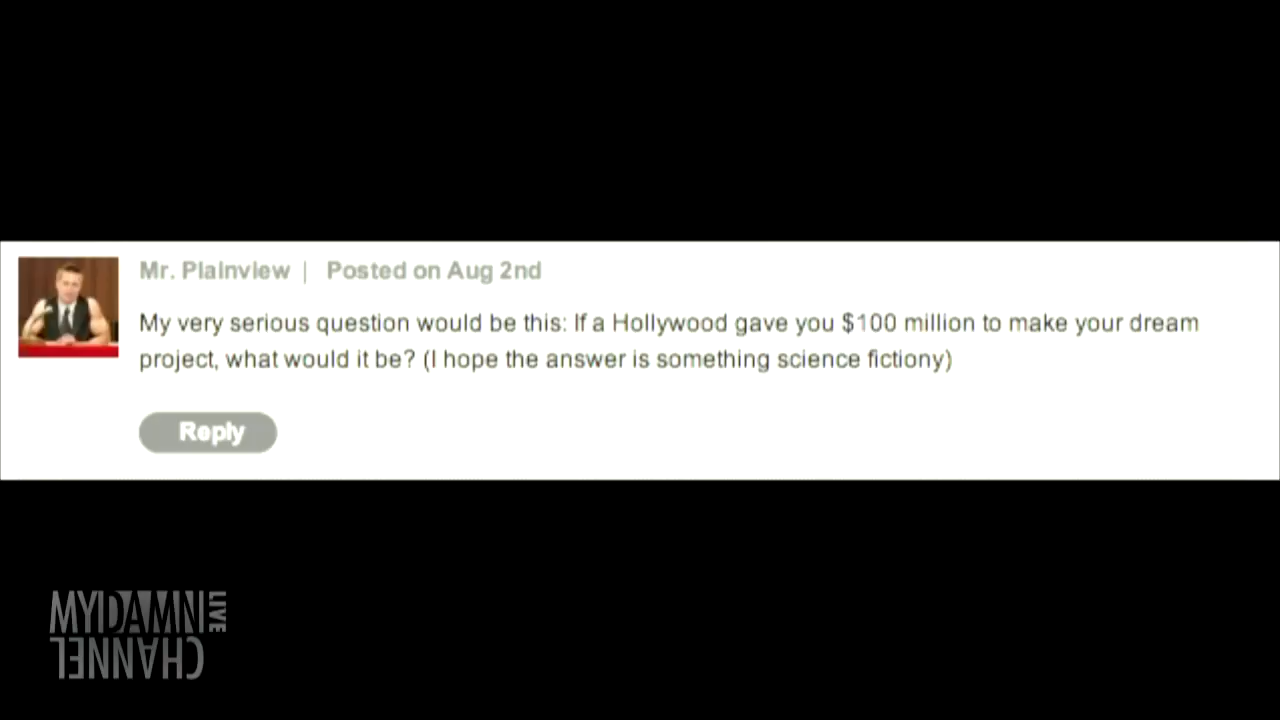 Mr. Plainview | Posted on Aug 2nd
My very serious question would be this: If a Hollywood gave you $100 million to make your dream
project, what would it be? (I hope the answer is something science fictiony)
Reply
MYDAMN LIVE
CHANNEL